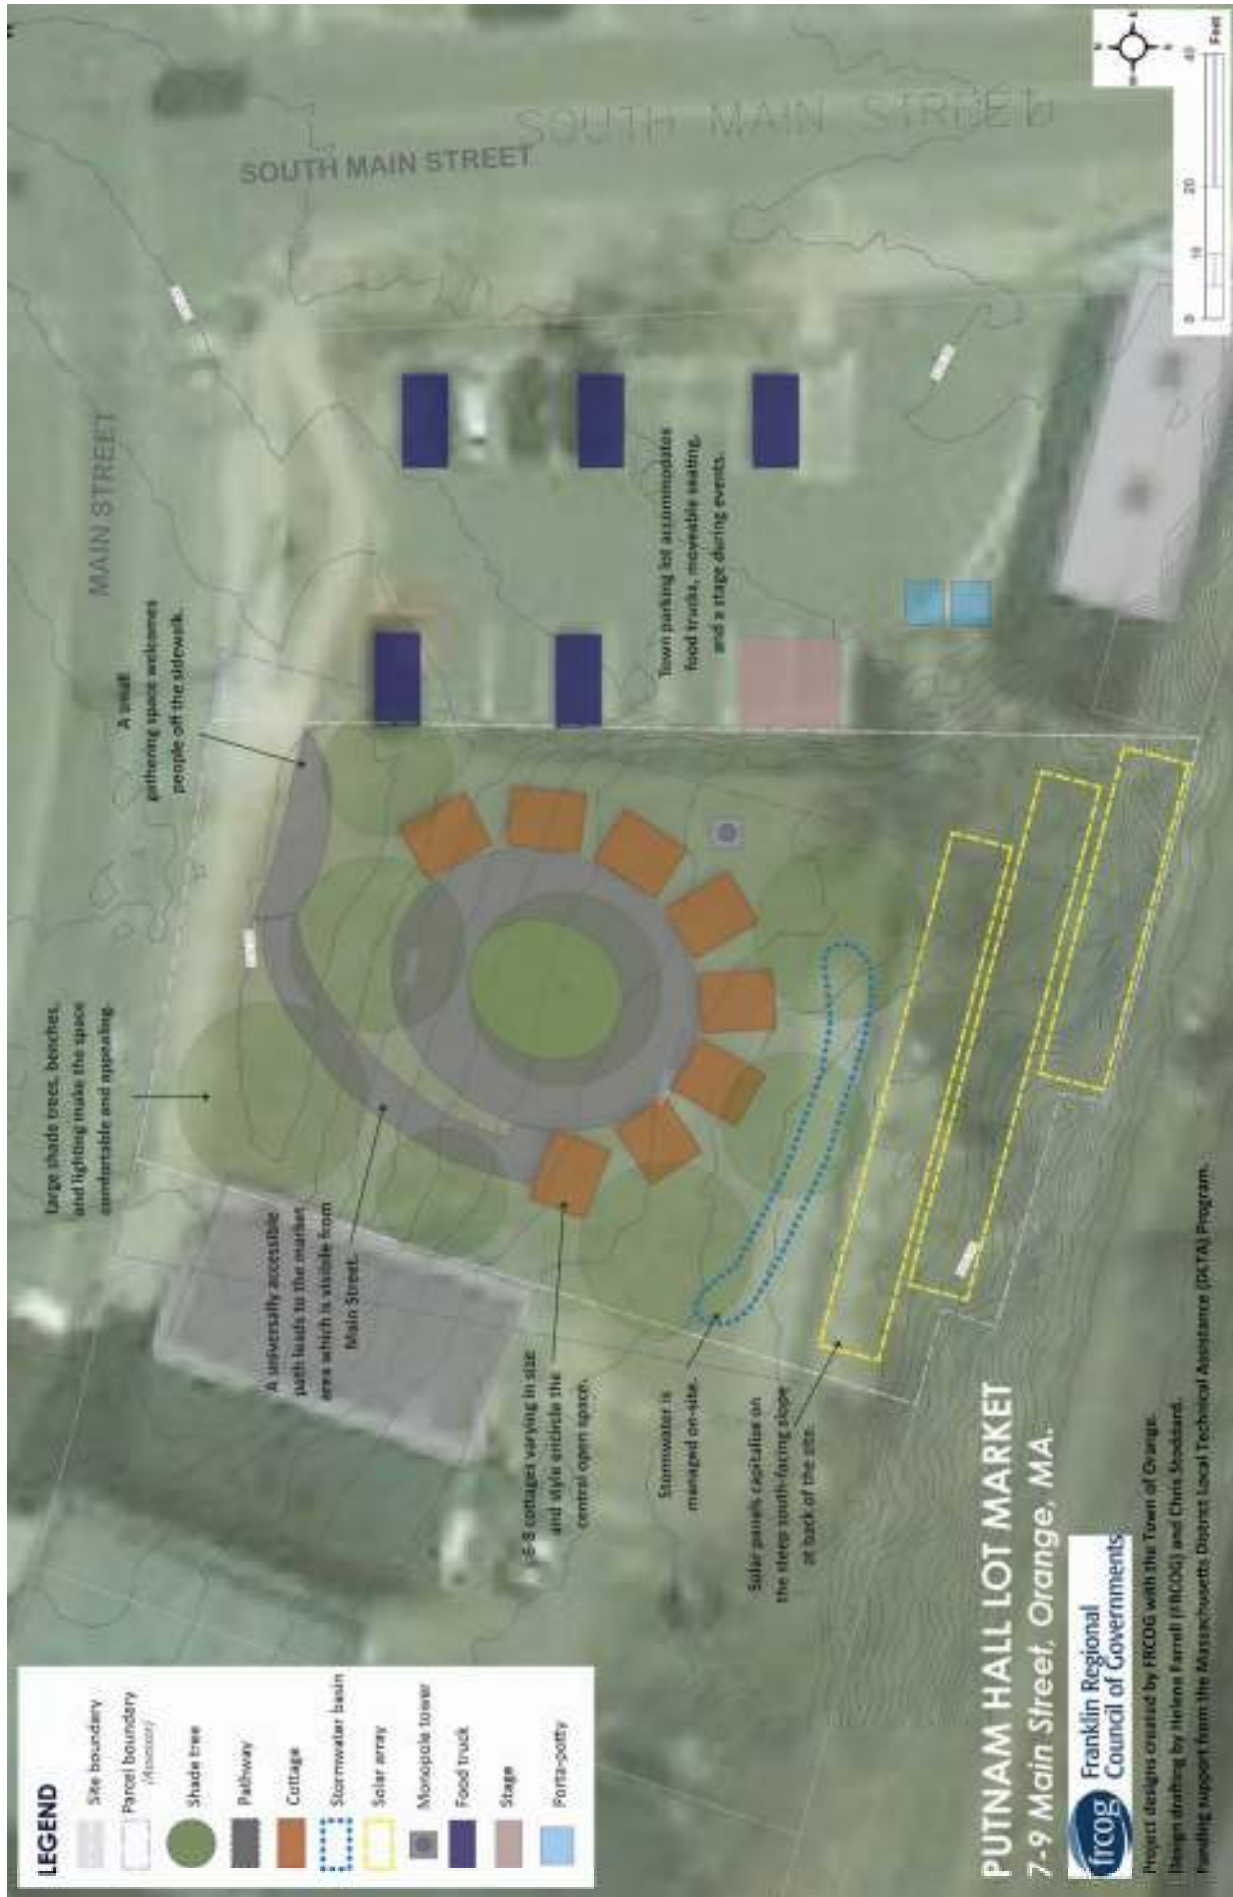 LEGEND
Site boundary
Parcel boundary
(Assessor)
Shade tree
Pathway
Cottage
Stormwater basin
Solar array
Monopole tower
Food truck
Stage
Porta-potty
Large shade trees, benches,
and lighting make the space
comfortable and appealing.
A small
gathering space welcomes
people off the sidewalk.
MAIN STREET
SOUTH MAIN STREET
SOUTH MAIN STREET
A universally accessible
path leads to the market
area which is visible from
Main Street.
6-8 cottages varying in size
and style encircle the
central open space.
Stormwater is
managed on-site.
Solar panels capitalize on
the steep south-facing slope
at back of the site.
Town parking lot accommodates
food trucks, moveable seating,
and a stage during events.
PUTNAM HALL LOT MARKET
7-9 Main Street, Orange, MA.
frcog
Franklin Regional
Council of Governments
Project designs created by FRCOG with the Town of Orange.
Design drafting by Helena Farrell (FRCOG) and Chris Stoddard.
Funding support from the Massachusetts District Local Technical Assistance (DLTA) Program.
0 10 20 40
Feet